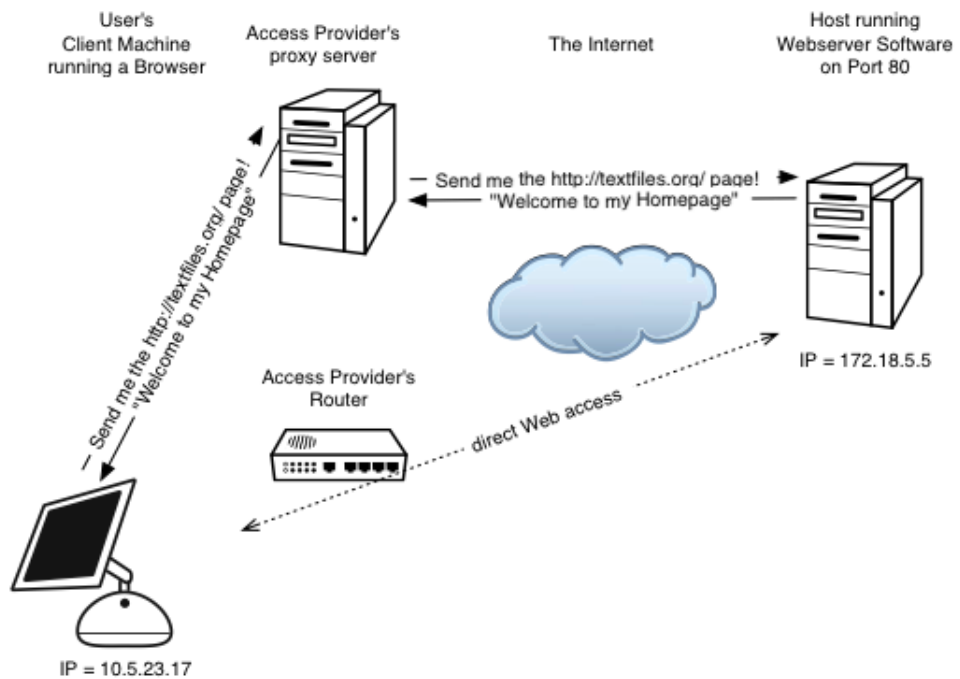 User's
Client Machine
running a Browser
Access Provider's
proxy server
The Internet
Host running
Webserver Software
on Port 80
Send me the http://textfiles.org/ page!
"Welcome to my Homepage"
Send me the http://textfiles.org/ page!
"Welcome to my Homepage"
IP = 172.18.5.5
Access Provider's
Router
direct Web access
IP = 10.5.23.17